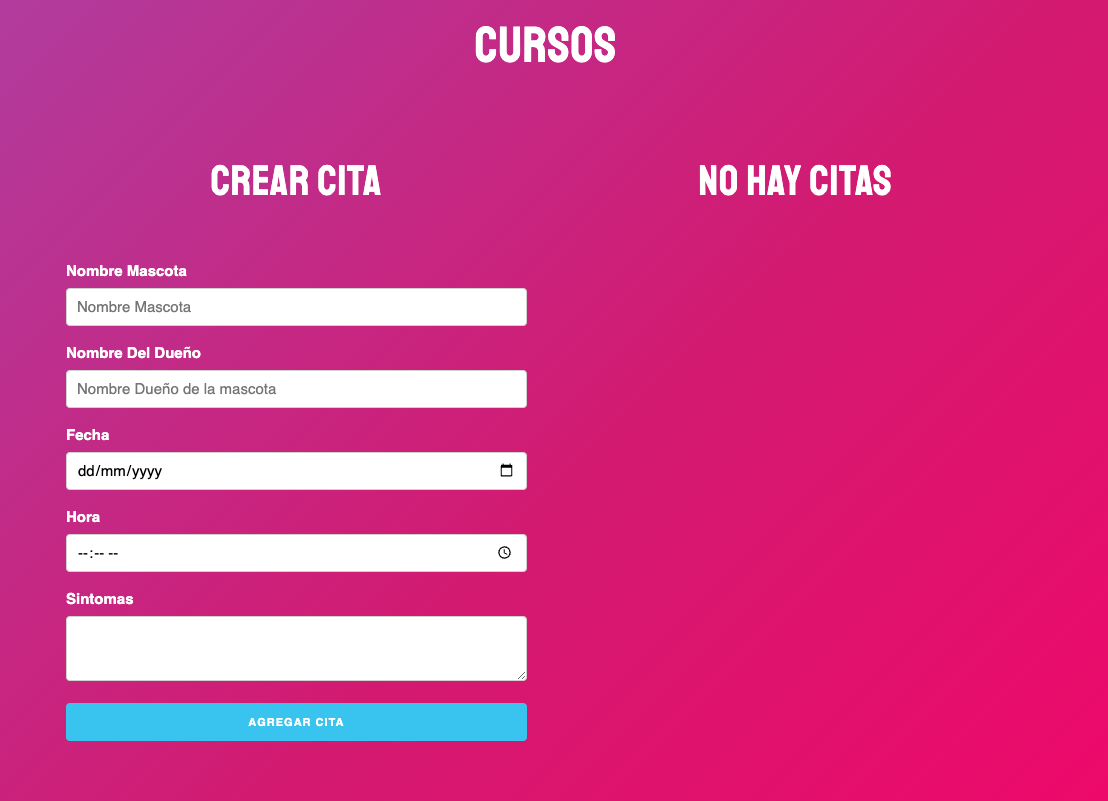 CURSOS
CREAR CITA
NO HAY CITAS
Nombre Mascota
Nombre Mascota
Nombre Del Dueño
Nombre Dueño de la mascota
Fecha
dd/mm/yyyy
Hora
--:-- --
Sintomas
AGREGAR CITA